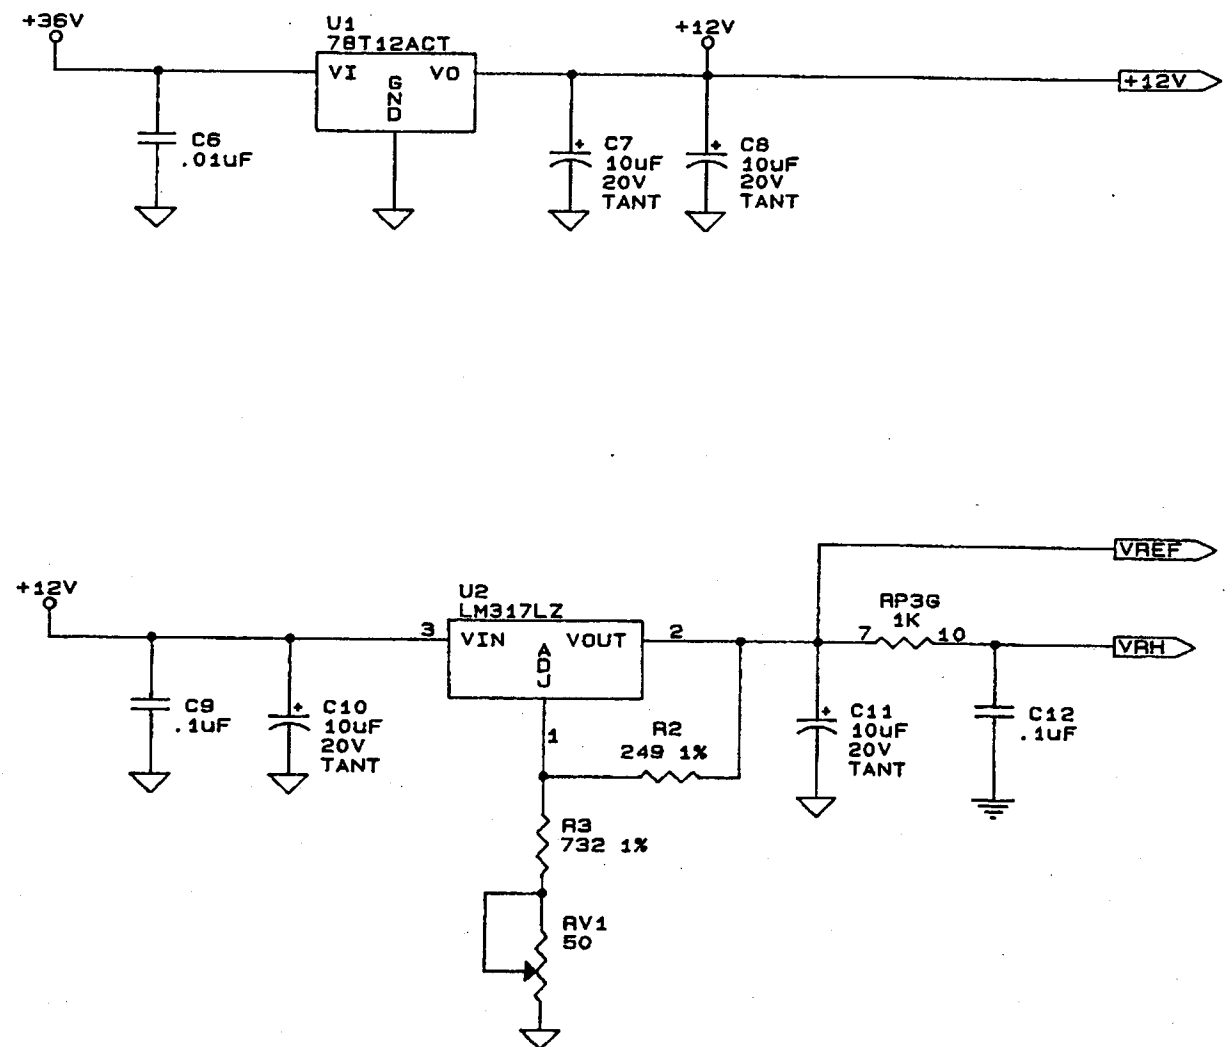 +36V
U1
78T12ACT
VI
VO
GND
+12V
+12V
C6
.01uF
C7
10uF
20V
TANT
C8
10uF
20V
TANT
VREF
+12V
U2
LM317LZ
3
VIN
VOUT
ADJ
2
RP3G
1K
7
10
VRH
C9
.1uF
C10
10uF
20V
TANT
1
R2
249 1%
C11
10uF
20V
TANT
C12
.1uF
R3
732 1%
RV1
50